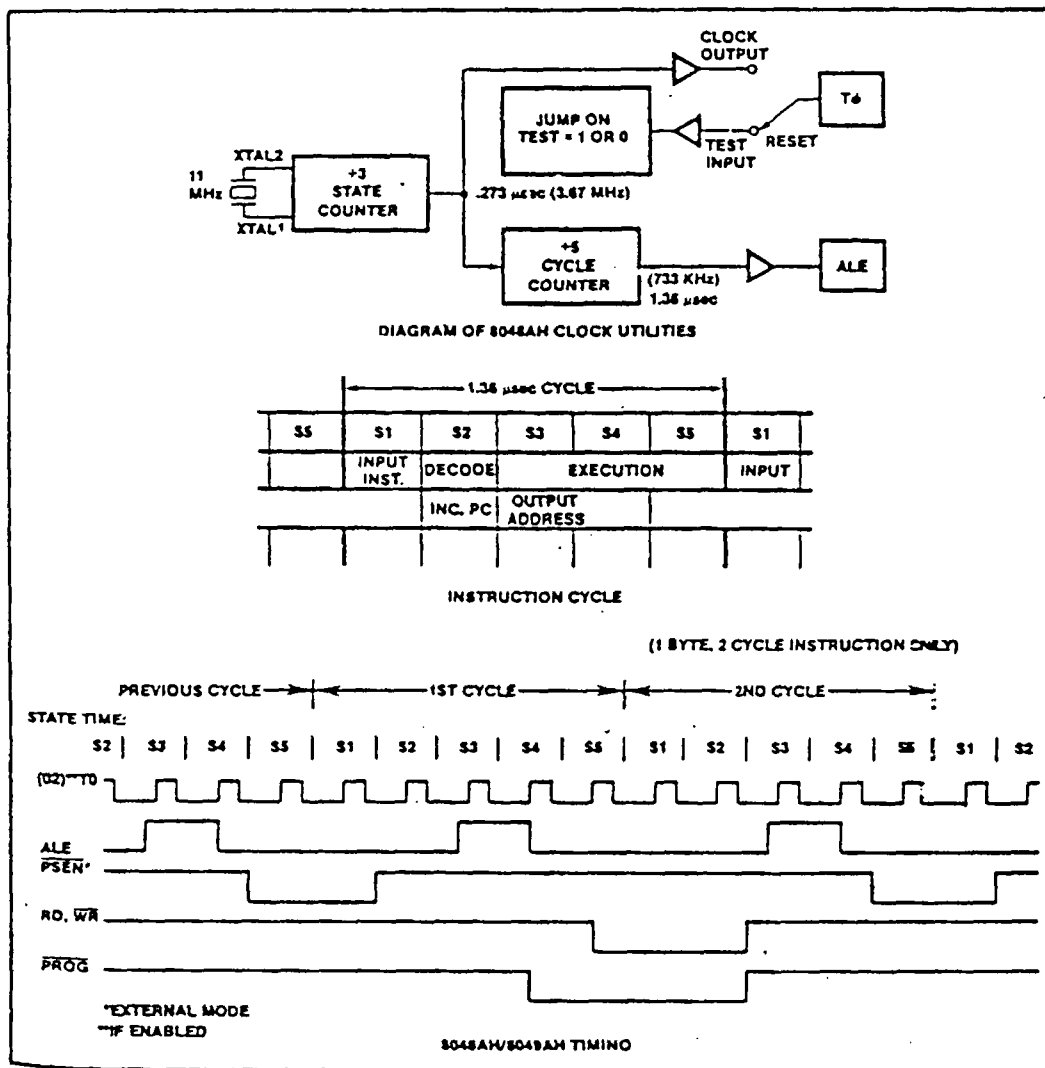 CLOCK
OUTPUT
JUMP ON
TEST = 1 OR 0
TEST
INPUT
RESET
Tø
11
MHz
XTAL2
XTAL1
÷3
STATE
COUNTER
.273 µsec (3.67 MHz)
÷5
CYCLE
COUNTER
(733 KHz)
1.36 µsec
ALE
DIAGRAM OF 8048AH CLOCK UTILITIES
1.36 µsec CYCLE
S5 S1 S2 S3 S4 S5 S1
INPUT
INST.
DECODE EXECUTION INPUT
INC. PC OUTPUT
ADDRESS
INSTRUCTION CYCLE
(1 BYTE, 2 CYCLE INSTRUCTION ONLY)
PREVIOUS CYCLE 1ST CYCLE 2ND CYCLE
STATE TIME:
S2 S3 S4 S5 S1 S2 S3 S4 S5 S1 S2 S3 S4 S5 S1 S2
(02)**T0
ALE
PSEN*
RD, WR
PROG
*EXTERNAL MODE
**IF ENABLED
8048AH/8049AH TIMING